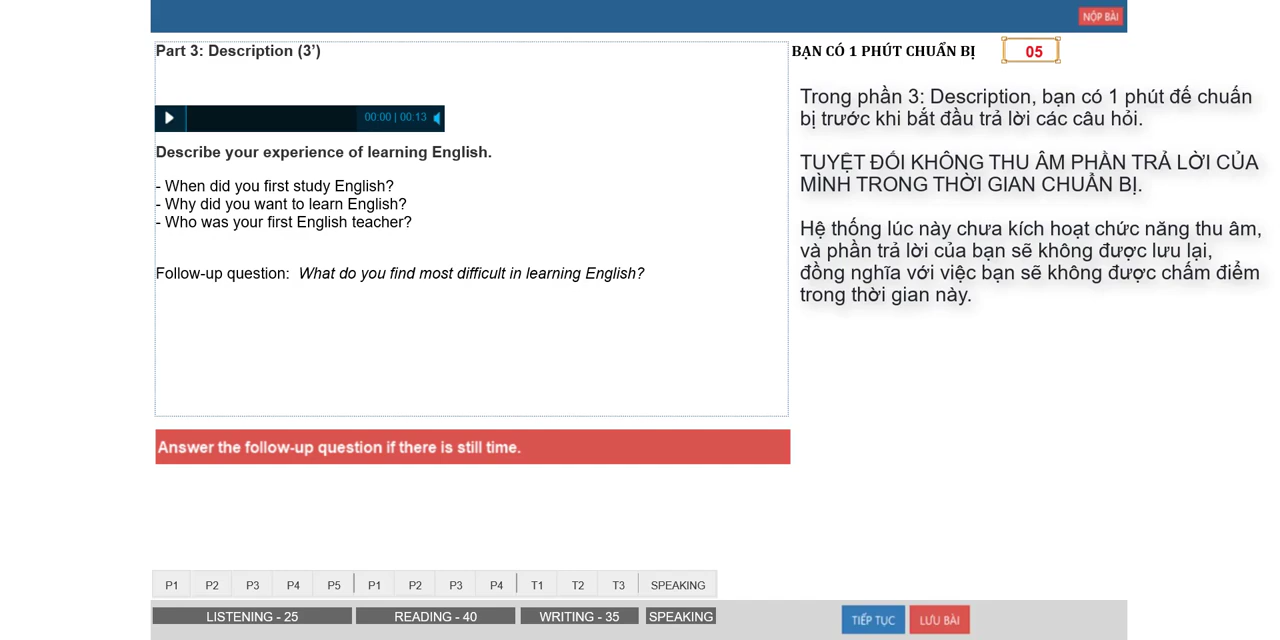 NỘP BÀI
Part 3: Description (3’)
BẠN CÓ 1 PHÚT CHUẨN BỊ
05
Trong phần 3: Description, bạn có 1 phút để chuẩn
bị trước khi bắt đầu trả lời các câu hỏi.
TUYỆT ĐỐI KHÔNG THU ÂM PHẦN TRẢ LỜI CỦA
MÌNH TRONG THỜI GIAN CHUẨN BỊ.
Hệ thống lúc này chưa kích hoạt chức năng thu âm,
và phần trả lời của bạn sẽ không được lưu lại,
đồng nghĩa với việc bạn sẽ không được chấm điểm
trong thời gian này.
00:00 | 00:13
Describe your experience of learning English.
- When did you first study English?
- Why did you want to learn English?
- Who was your first English teacher?
Follow-up question: What do you find most difficult in learning English?
Answer the follow-up question if there is still time.
P1 P2 P3 P4 P5 P1 P2 P3 P4 T1 T2 T3 SPEAKING
LISTENING - 25 READING - 40 WRITING - 35 SPEAKING
TIẾP TỤC LƯU BÀI